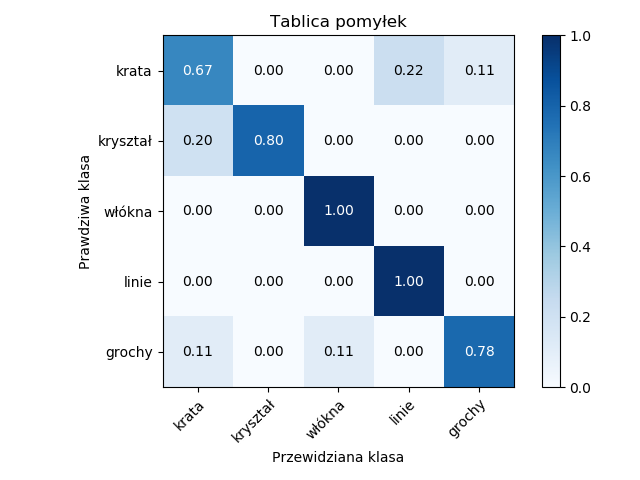 Tablica pomyłek
Prawdziwa klasa
krata 0.67 0.00 0.00 0.22 0.11
kryształ 0.20 0.80 0.00 0.00 0.00
włókna 0.00 0.00 1.00 0.00 0.00
linie 0.00 0.00 0.00 1.00 0.00
grochy 0.11 0.00 0.11 0.00 0.78
krata kryształ włókna linie grochy
Przewidziana klasa
1.0
0.8
0.6
0.4
0.2
0.0